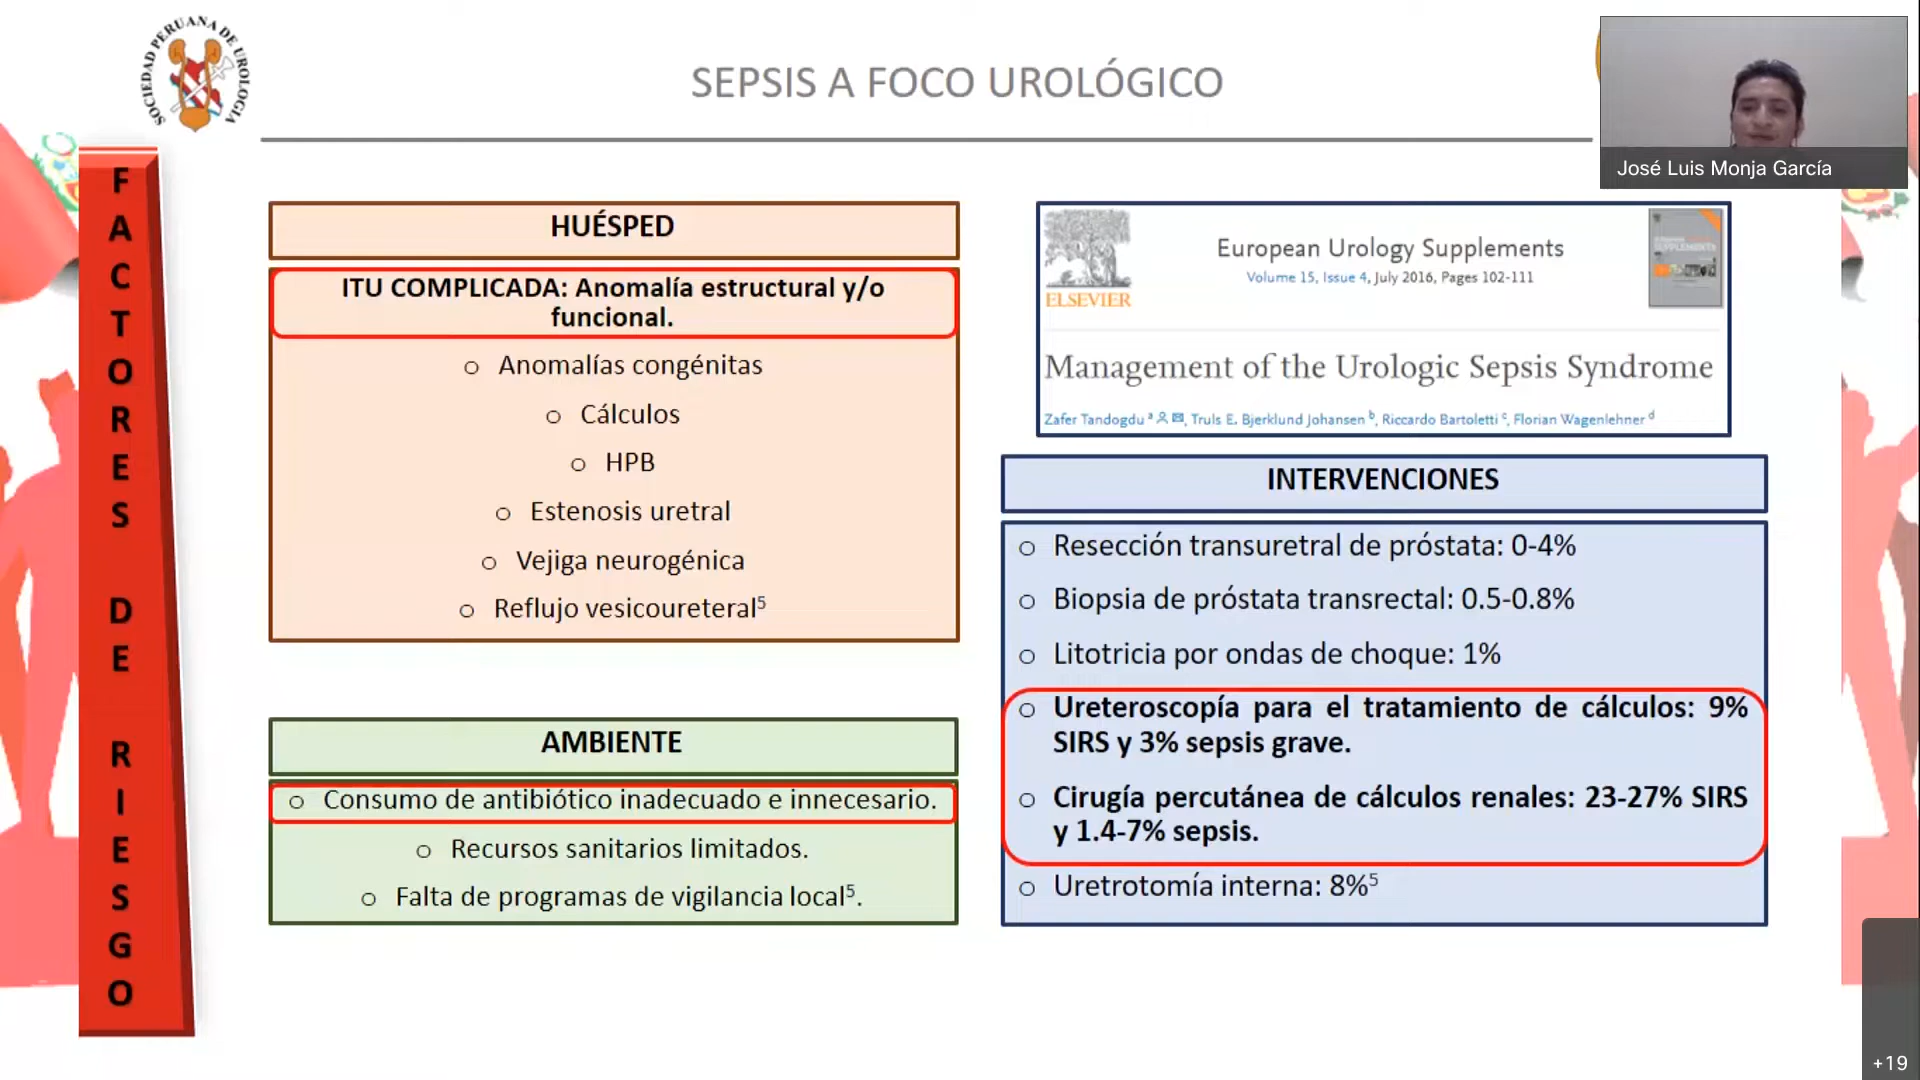 SOCIEDAD PERUANA DE UROLOGIA
SEPSIS A FOCO UROLÓGICO
José Luis Monja García
FACTORES DE RIESGO
HUÉSPED
ITU COMPLICADA: Anomalía estructural y/o
funcional.
o Anomalías congénitas
o Cálculos
o HPB
o Estenosis uretral
o Vejiga neurogénica
o Reflujo vesicoureteral5
AMBIENTE
o Consumo de antibiótico inadecuado e innecesario.
o Recursos sanitarios limitados.
o Falta de programas de vigilancia local5.
ELSEVIER
European Urology Supplements
Volume 15, Issue 4, July 2016, Pages 102-111
Management of the Urologic Sepsis Syndrome
Zafer Tandogdu a, Truls E. Bjerklund Johansen b, Riccardo Bartoletti c, Florian Wagenlehner d
INTERVENCIONES
o Resección transuretral de próstata: 0-4%
o Biopsia de próstata transrectal: 0.5-0.8%
o Litotricia por ondas de choque: 1%
o Ureteroscopía para el tratamiento de cálculos: 9%
SIRS y 3% sepsis grave.
o Cirugía percutánea de cálculos renales: 23-27% SIRS
y 1.4-7% sepsis.
o Uretrotomía interna: 8%5
+19